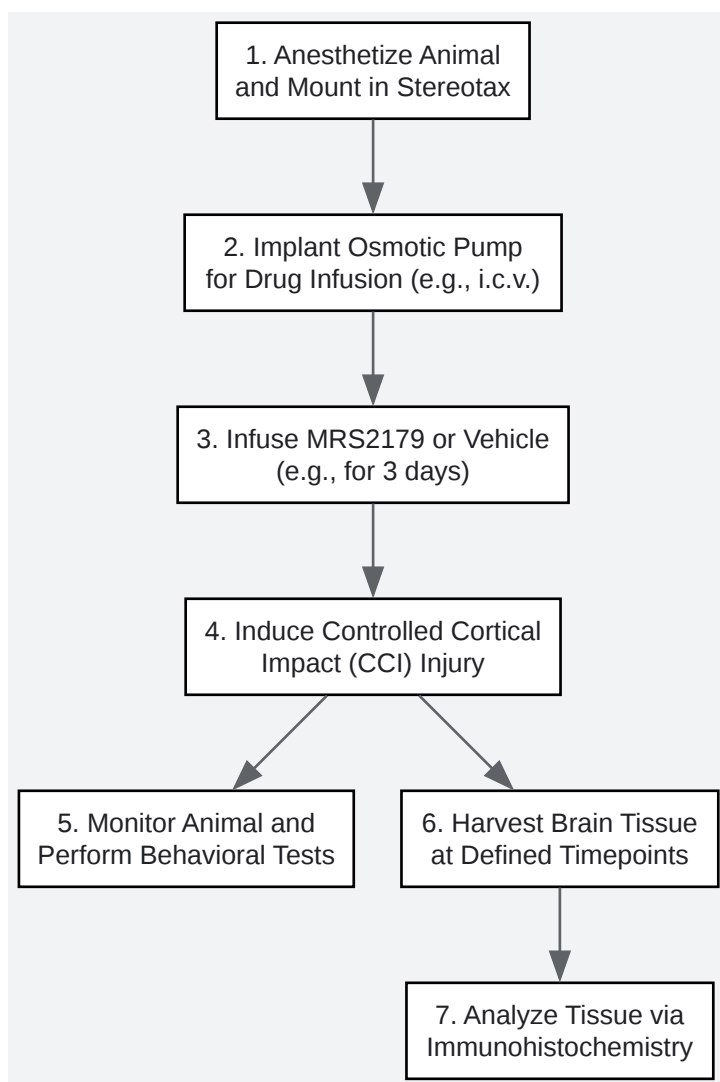 1. Anesthetize Animal
and Mount in Stereotax
2. Implant Osmotic Pump
for Drug Infusion (e.g., i.c.v.)
3. Infuse MRS2179 or Vehicle
(e.g., for 3 days)
4. Induce Controlled Cortical
Impact (CCI) Injury
5. Monitor Animal and
Perform Behavioral Tests
6. Harvest Brain Tissue
at Defined Timepoints
7. Analyze Tissue via
Immunohistochemistry